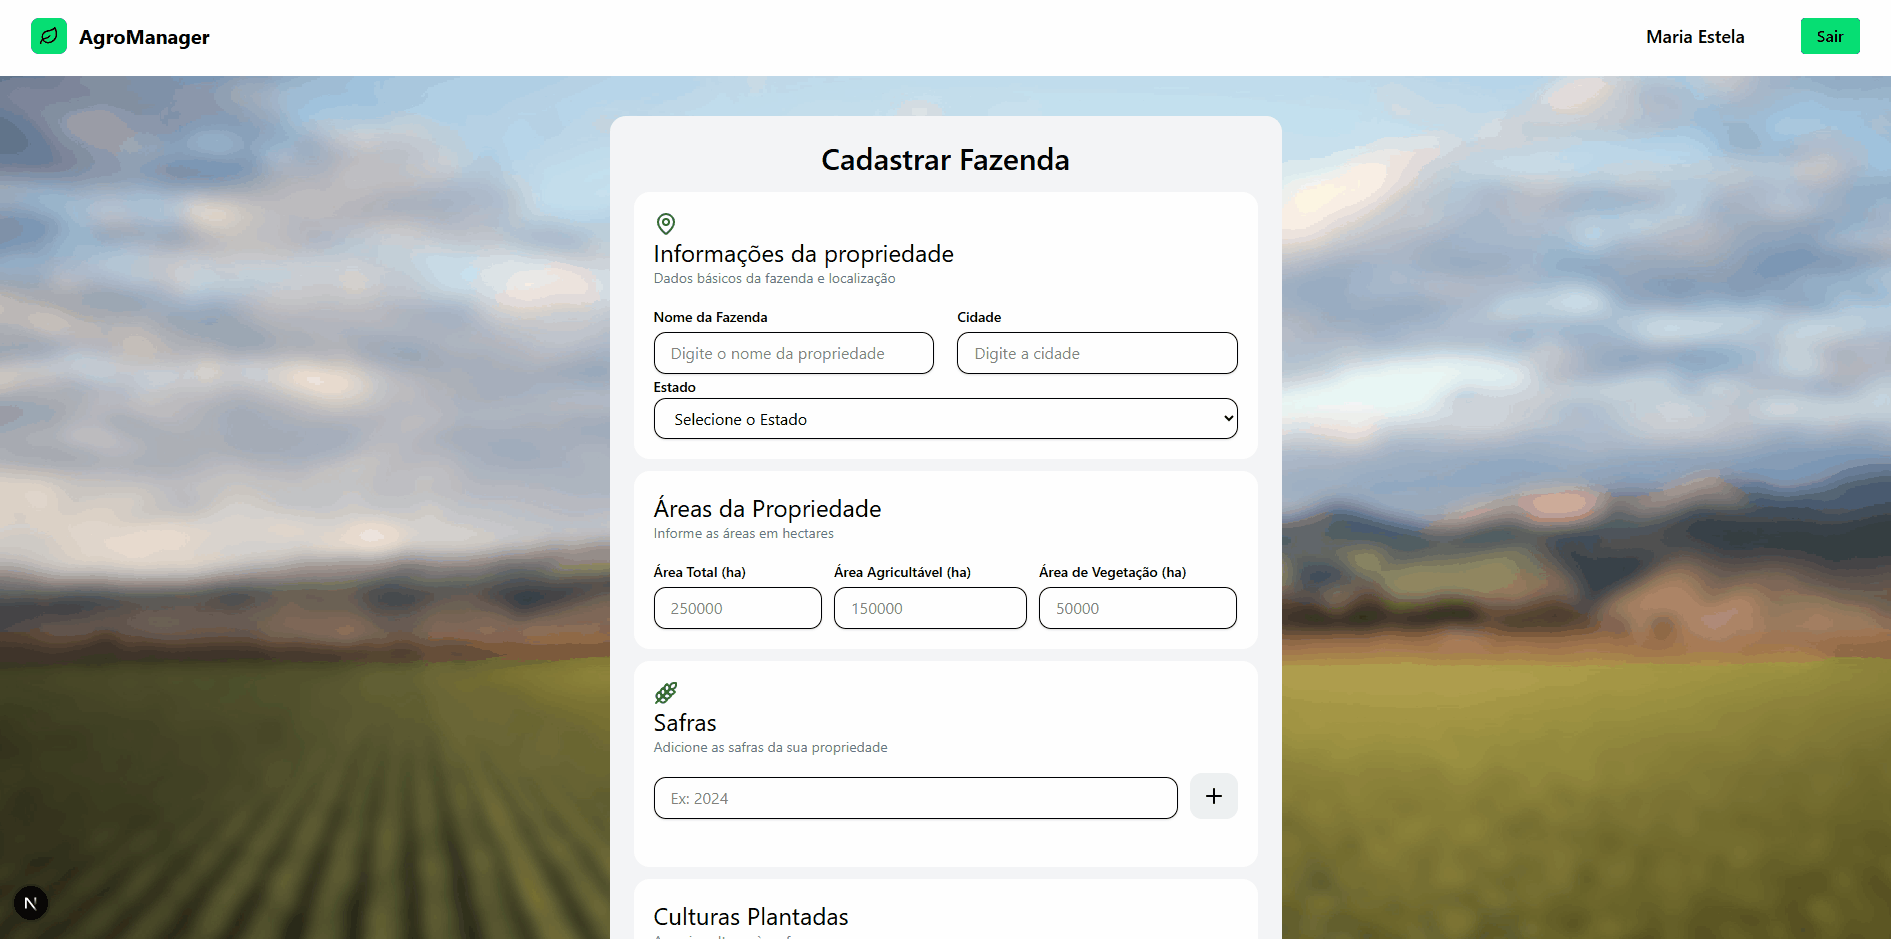 AgroManager
Maria Estela
Sair
Cadastrar Fazenda
Informações da propriedade
Dados básicos da fazenda e localização
Nome da Fazenda
Cidade
Digite o nome da propriedade
Digite a cidade
Estado
Selecione o Estado
Áreas da Propriedade
Informe as áreas em hectares
Área Total (ha)
Área Agricultável (ha)
Área de Vegetação (ha)
250000
150000
50000
Safras
Adicione as safras da sua propriedade
Ex: 2024
+
N
Culturas Plantadas